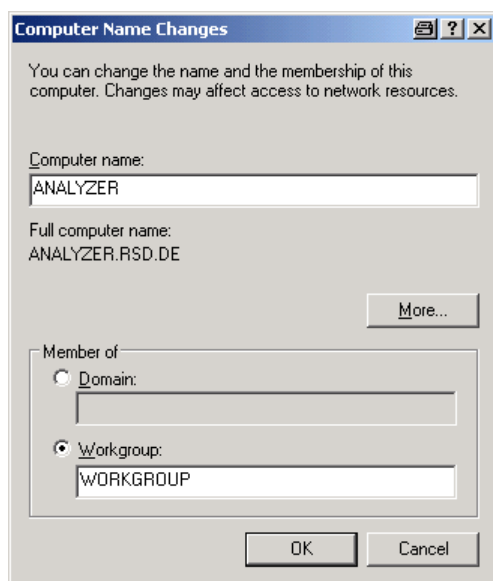 Computer Name Changes
You can change the name and the membership of this
computer. Changes may affect access to network resources.
Computer name:
ANALYZER
Full computer name:
ANALYZER.RSD.DE
More...
Member of
Domain:
Workgroup:
WORKGROUP
OK Cancel